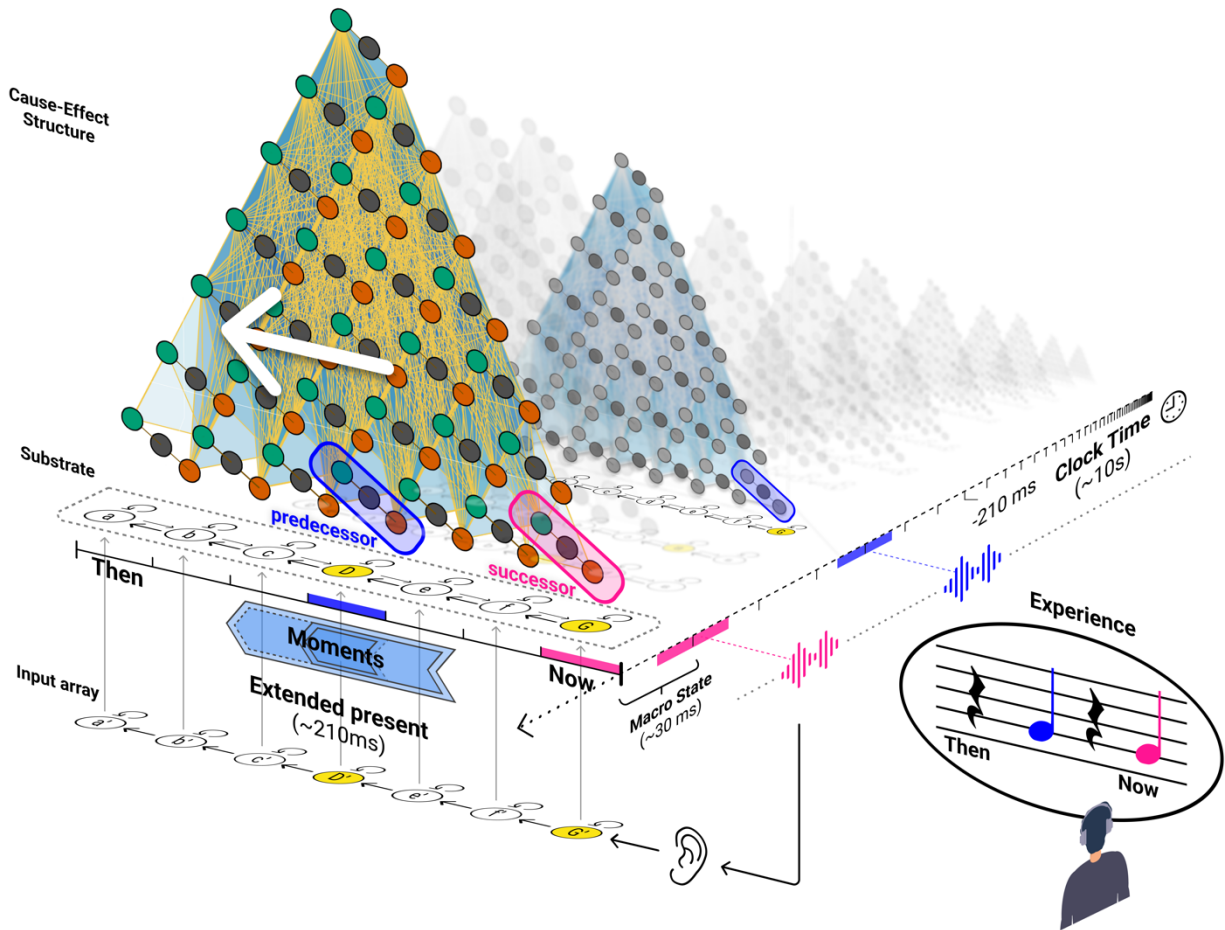 Cause-Effect
Structure
Substrate
predecessor
successor
a
b
c
D
e
f
G
Then
Now
Moments
Extended present
(~210ms)
Input array
a'
b'
c'
D'
e'
f'
G'
Macro State
(~30 ms)
-210 ms
Clock Time
(~10s)
Experience
Then
Now